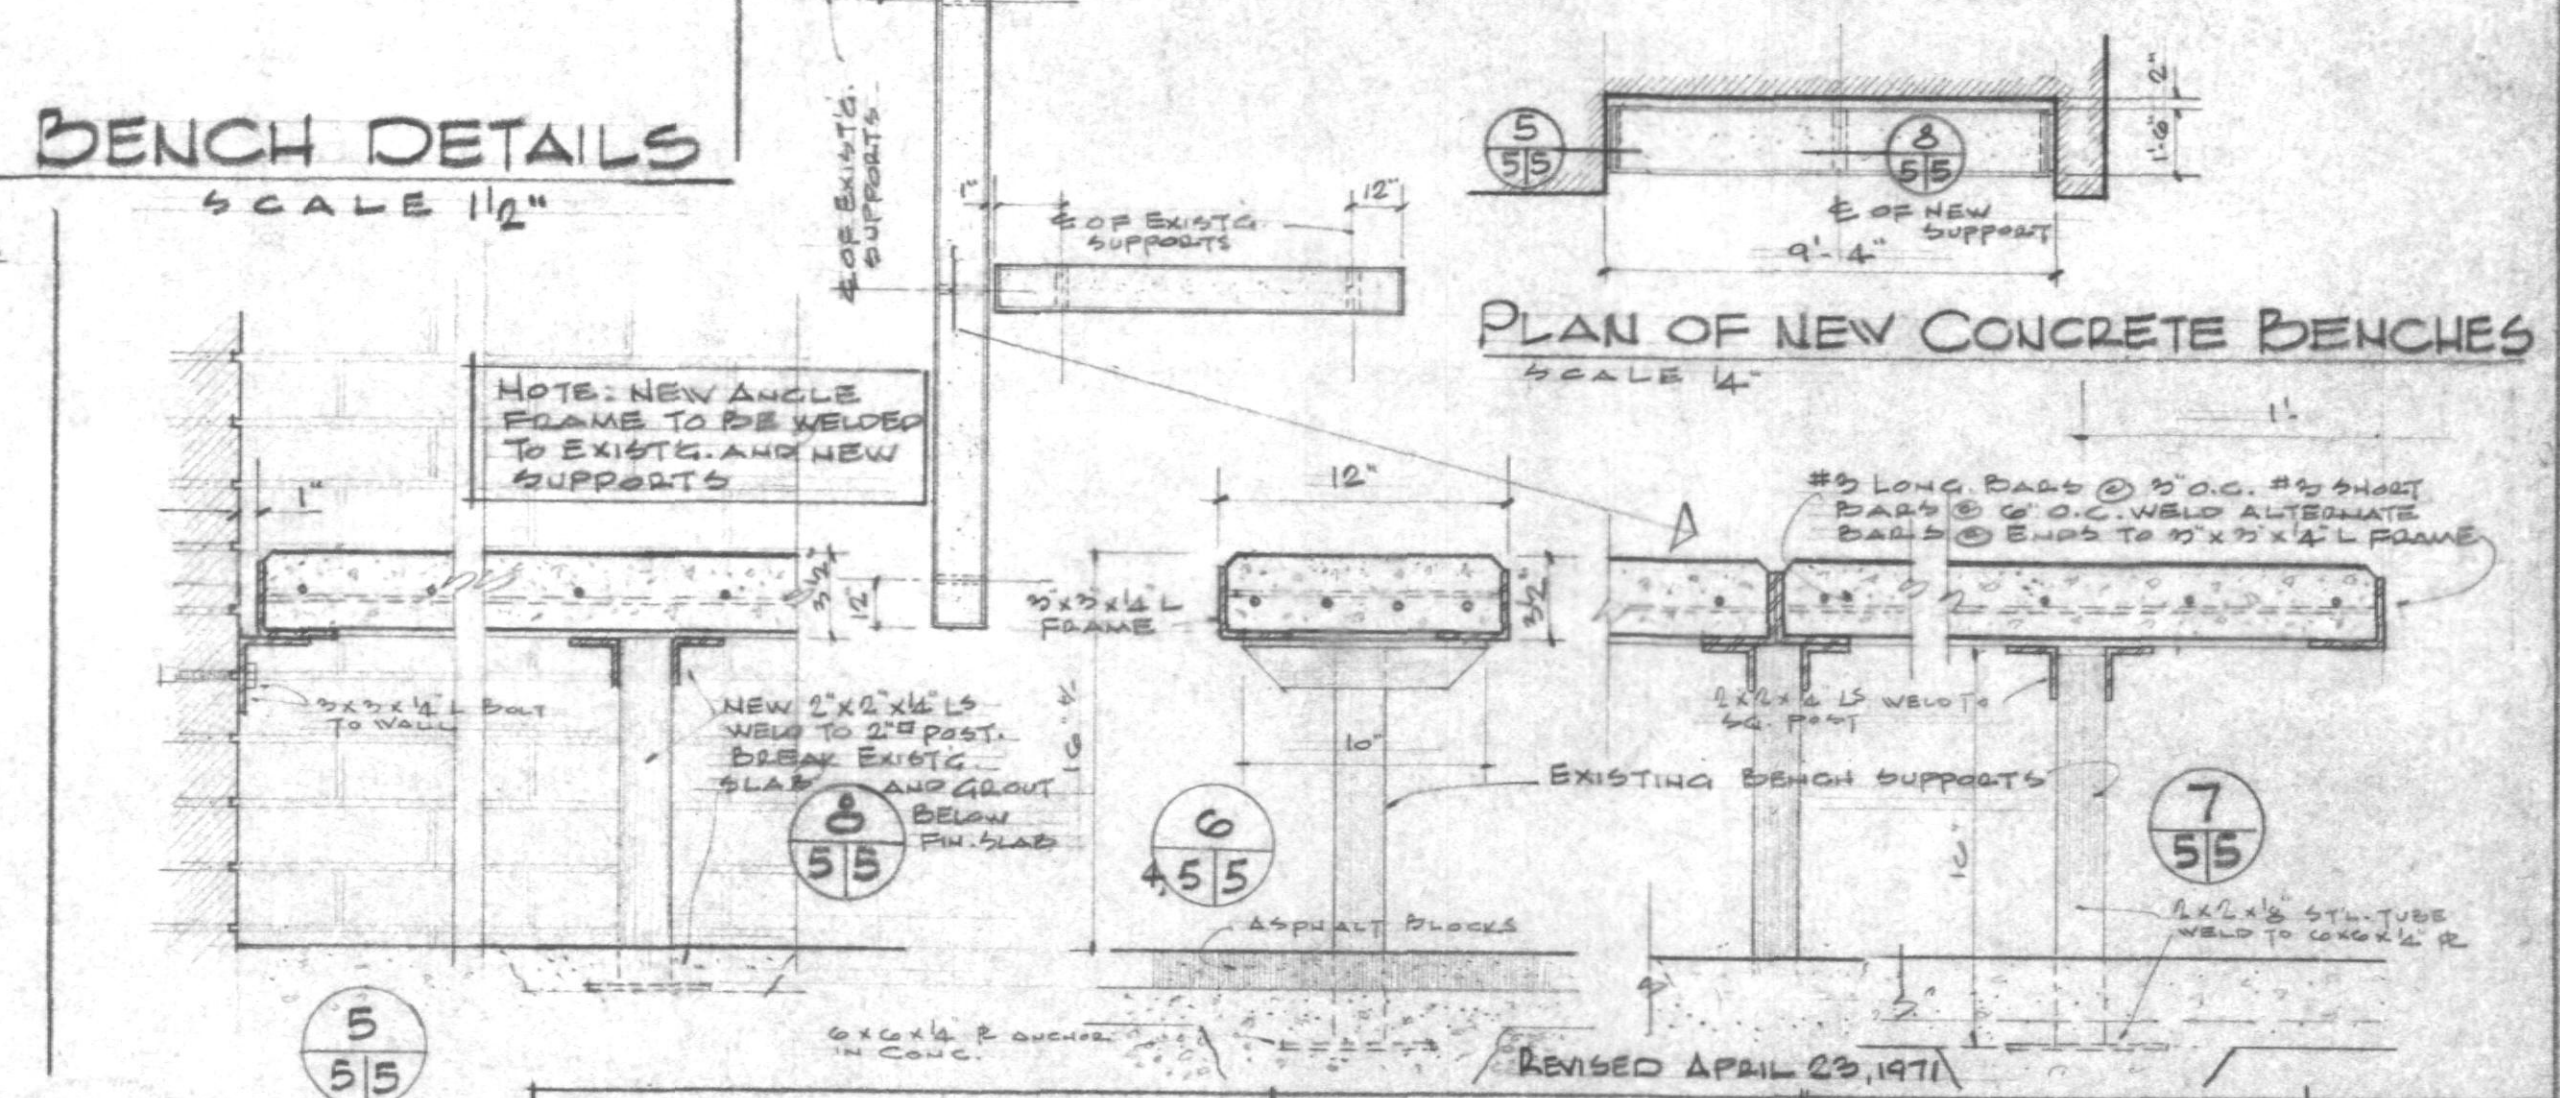 BENCH DETAILS
SCALE 1 1/2"
℄ OF EXIST'G.
SUPPORTS
1"
℄ OF EXIST'G.
SUPPORTS
12"
5
5|5
8
5|5
2"
1'-6"
℄ OF NEW
SUPPORT
9'-4"
PLAN OF NEW CONCRETE BENCHES
SCALE 1/4"
NOTE: NEW ANGLE
FRAME TO BE WELDED
TO EXIST'G. AND NEW
SUPPORTS
1"
3 1/2"
12"
3"x3"x1/4" L
FRAME
12"
3 1/2"
1'-
#3 LONG. BARS @ 3" O.C. #3 SHORT
BARS @ 6" O.C. WELD ALTERNATE
BARS @ ENDS TO 3"x3"x1/4" L FRAME
3x3x1/4" L BOLT
TO WALL
NEW 2"x2"x1/4" LS
WELD TO 2"□ POST.
BREAK EXIST'G.
SLAB AND GROUT
BELOW
FIN. SLAB
8
5|5
10"
EXISTING BENCH SUPPORTS
6
4,5|5
2x2x1/4" LS WELD TO
SQ. POST
16"
7
5|5
ASPHALT BLOCKS
2x2x1/8" ST'L. TUBE
WELD TO 6x6x1/4" ℞
5
5|5
6x6x1/4 ℞ ANCHOR
IN CONC.
REVISED APRIL 23, 1971